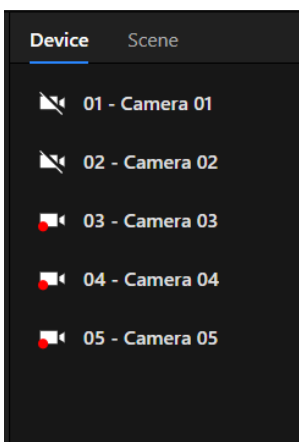 Device Scene
01 - Camera 01
02 - Camera 02
03 - Camera 03
04 - Camera 04
05 - Camera 05